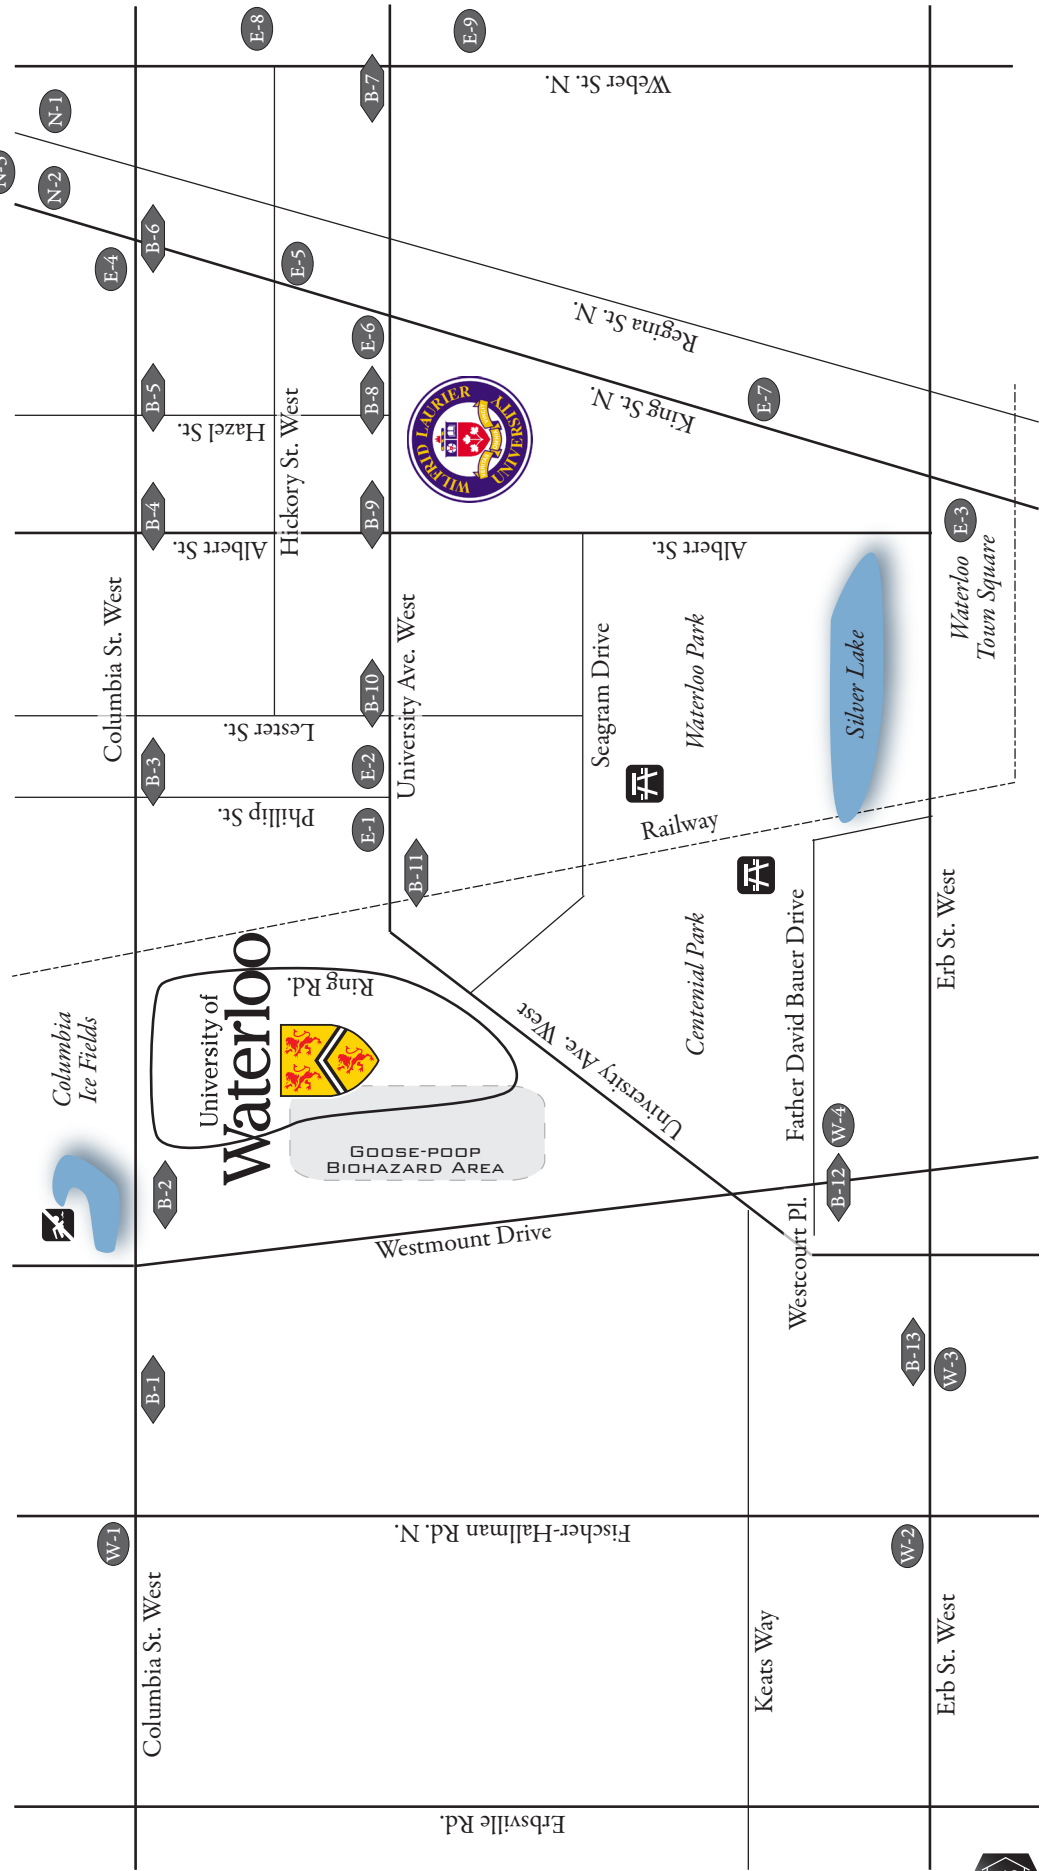 N-3
N-1
N-2
E-8
E-9
B-7
Weber St. N.
E-4
B-6
E-5
E-6
Regina St. N.
King St. N.
E-7
B-5
B-8
Hazel St.
Hickory St. West
WILFRID LAURIER
UNIVERSITY
B-4
B-9
Albert St.
Albert St.
E-3
Waterloo
Town Square
Columbia St. West
University Ave. West
B-10
Lester St.
Seagram Drive
Waterloo Park
Silver Lake
B-3
E-2
Phillip St.
E-1
Railway
B-11
Columbia
Ice Fields
University of
Waterloo
Ring Rd.
University Ave. West
Centenial Park
Father David Bauer Drive
Erb St. West
GOOSE-POOP
BIOHAZARD AREA
W-4
B-12
B-2
Westmount Drive
Westcourt Pl.
B-1
B-13
W-3
W-1
Fischer-Hallman Rd. N.
W-2
Columbia St. West
Keats Way
Erb St. West
Erbsville Rd.